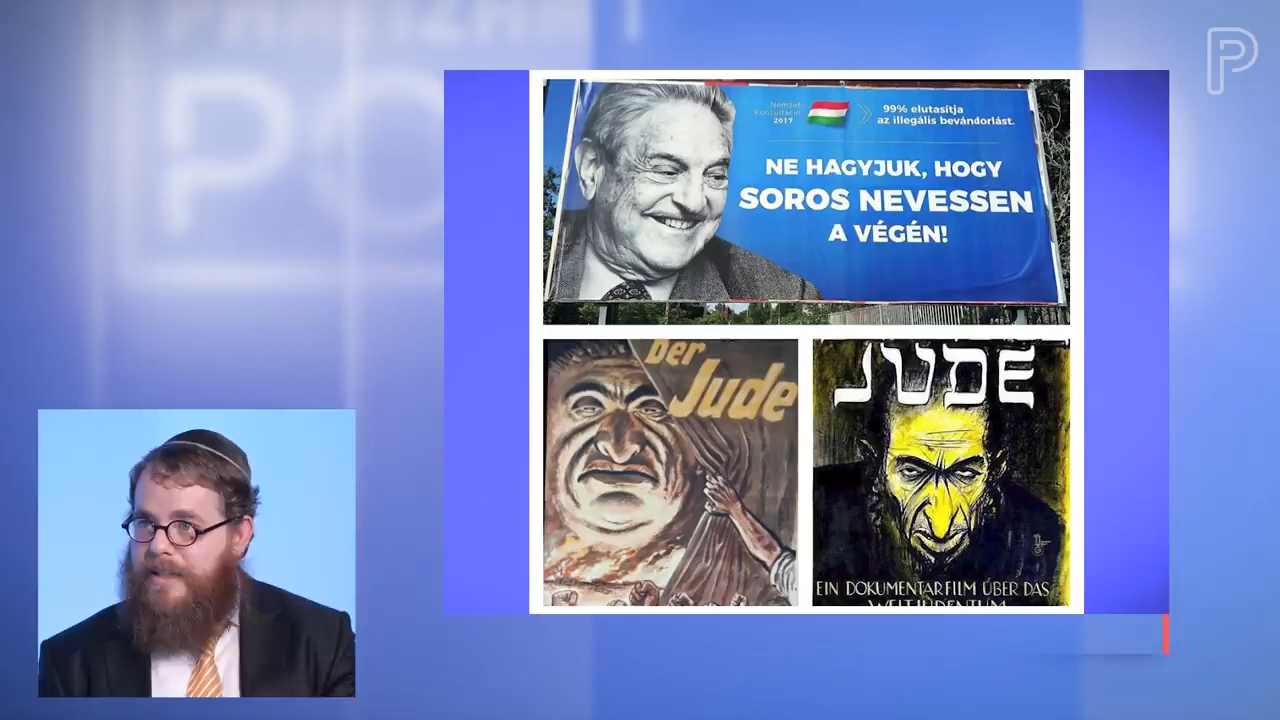 P
Nemzeti
Konzultáció
2017
99% elutasítja
az illegális bevándorlást.
NE HAGYJUK, HOGY
SOROS NEVESSEN
A VÉGÉN!
Der
Jude
JUDE
EIN DOKUMENTARFILM ÜBER DAS
WELTJUDENTUM